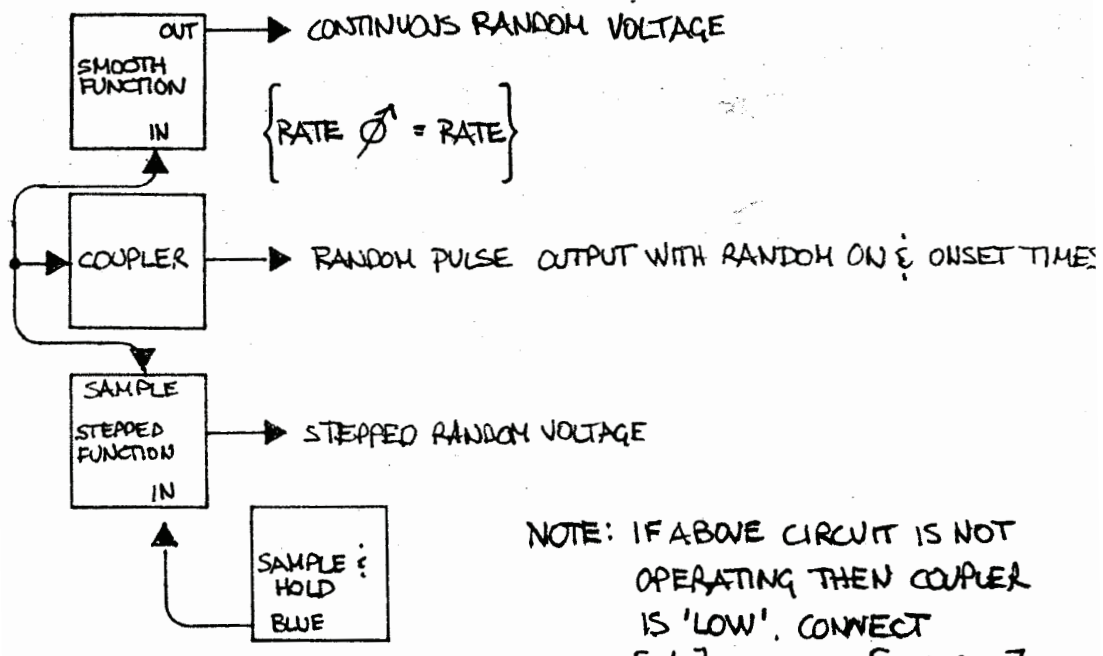 OUT
CONTINUOUS RANDOM VOLTAGE
SMOOTH
FUNCTION
IN
{RATE = RATE}
COUPLER
RANDOM PULSE OUTPUT WITH RANDOM ON & ONSET TIMES
SAMPLE
STEPPED
FUNCTION
IN
STEPPED RANDOM VOLTAGE
SAMPLE &
HOLD
BLUE
NOTE: IF ABOVE CIRCUIT IS NOT
OPERATING THEN COUPLER
IS 'LOW'. CONNECT